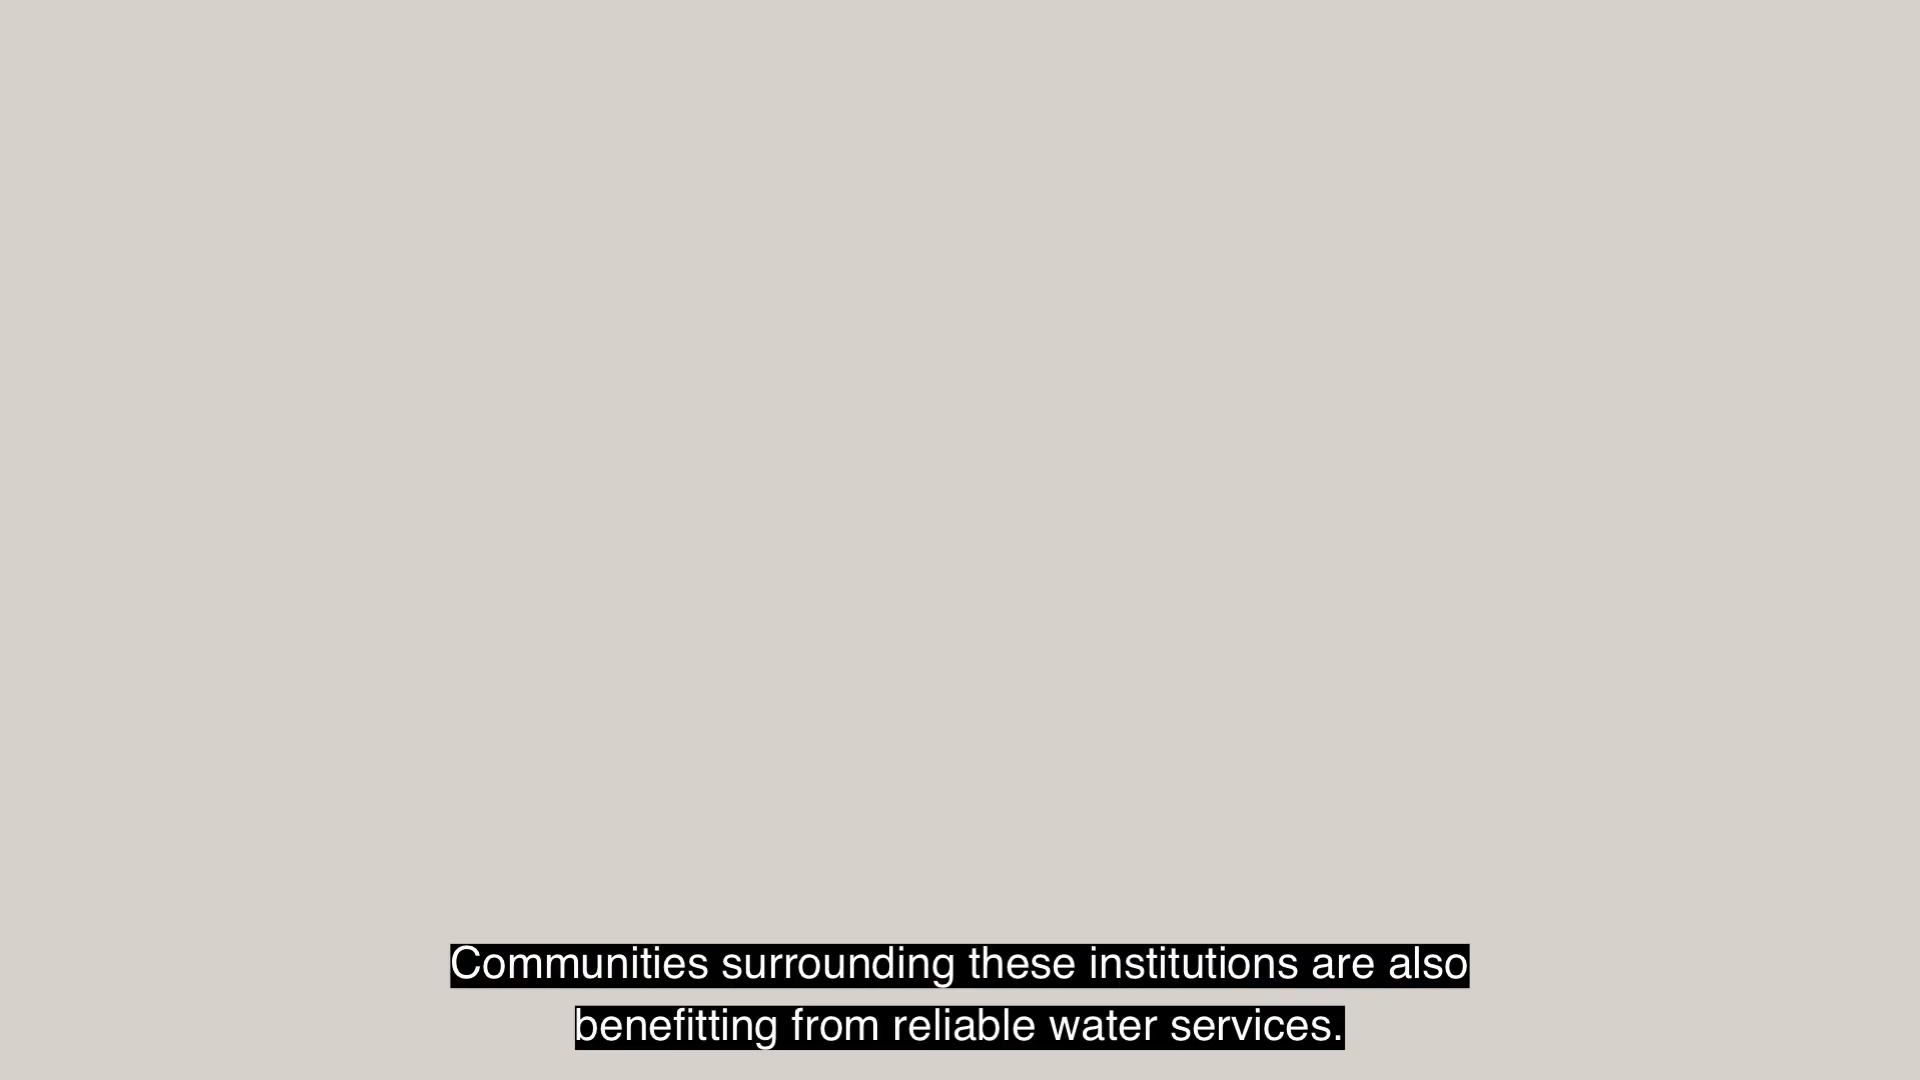 Communities surrounding these institutions are also
benefitting from reliable water services.